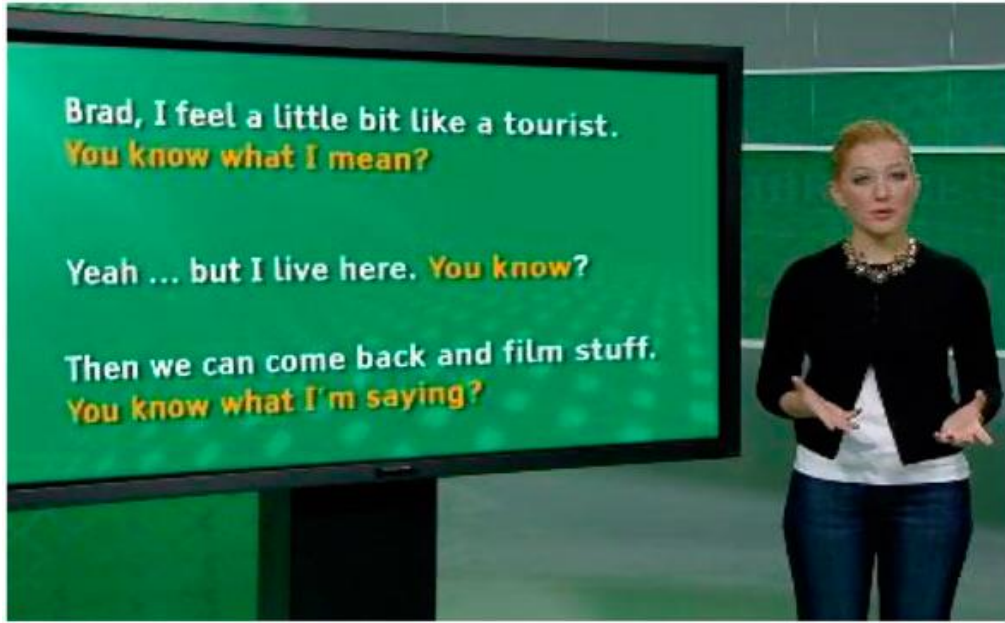 Brad, I feel a little bit like a tourist.
You know what I mean?
Yeah ... but I live here. You know?
Then we can come back and film stuff.
You know what I'm saying?